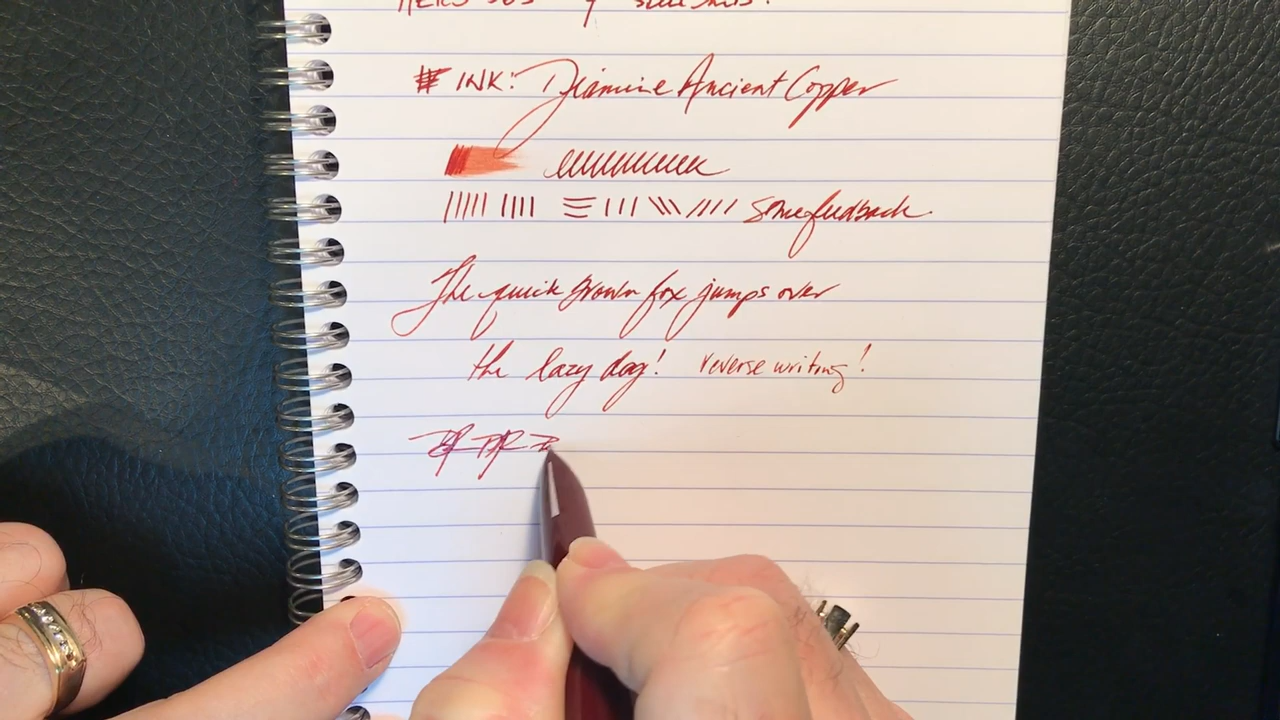 # INK: Diamine Ancient Copper
Some feedback.
The quick brown fox jumps over
the lazy dog! reverse writing!